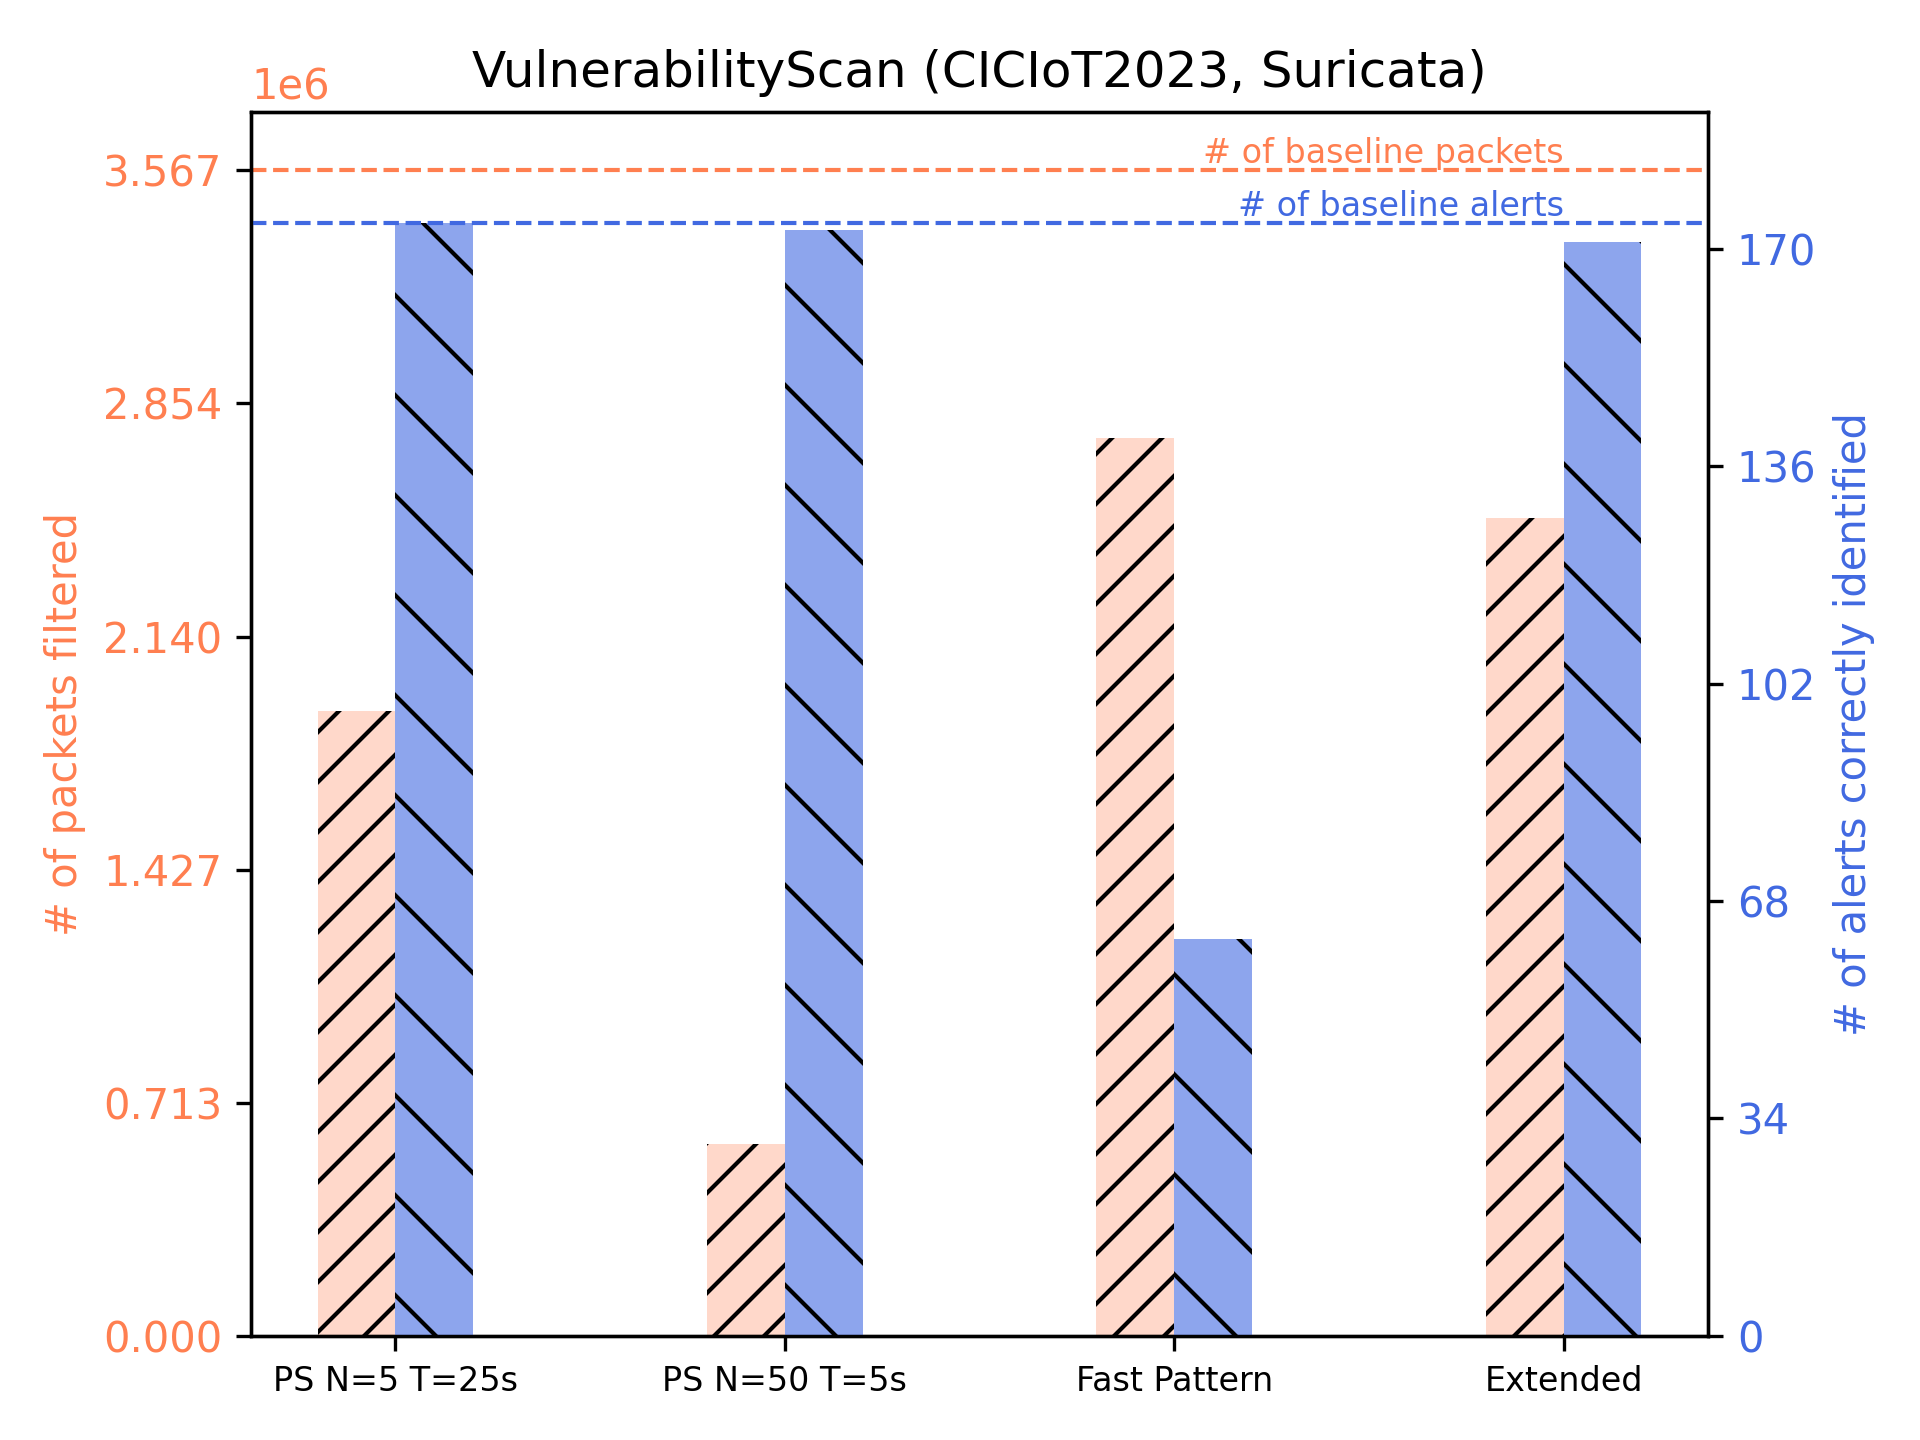 VulnerabilityScan (CICIoT2023, Suricata)
1e6
# of baseline packets
# of baseline alerts
3.567
2.854
2.140
1.427
0.713
0.000
# of packets filtered
170
136
102
68
34
0
# of alerts correctly identified
PS N=5 T=25s
PS N=50 T=5s
Fast Pattern
Extended